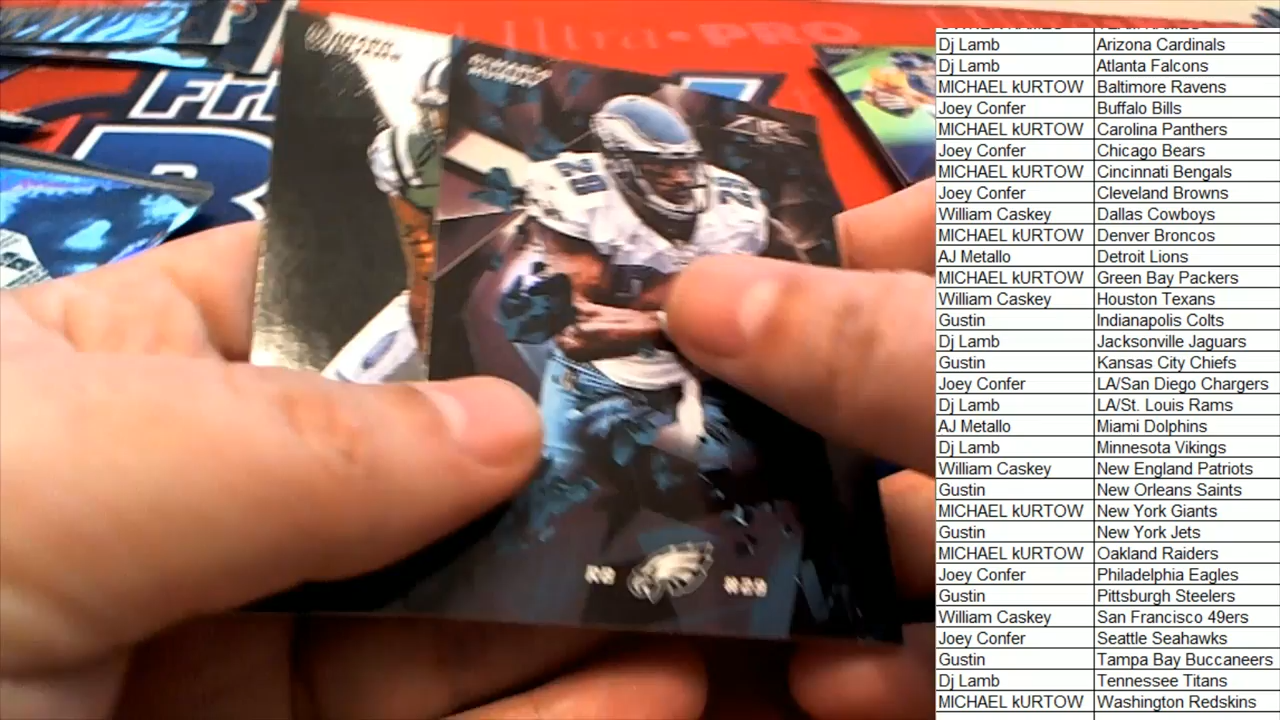 Ultra•PRO
DEMARCO
MURRAY
29
RB #29
Dj Lamb Arizona Cardinals
Dj Lamb Atlanta Falcons
MICHAEL kURTOW Baltimore Ravens
Joey Confer Buffalo Bills
MICHAEL kURTOW Carolina Panthers
Joey Confer Chicago Bears
MICHAEL kURTOW Cincinnati Bengals
Joey Confer Cleveland Browns
William Caskey Dallas Cowboys
MICHAEL kURTOW Denver Broncos
AJ Metallo Detroit Lions
MICHAEL kURTOW Green Bay Packers
William Caskey Houston Texans
Gustin Indianapolis Colts
Dj Lamb Jacksonville Jaguars
Gustin Kansas City Chiefs
Joey Confer LA/San Diego Chargers
Dj Lamb LA/St. Louis Rams
AJ Metallo Miami Dolphins
Dj Lamb Minnesota Vikings
William Caskey New England Patriots
Gustin New Orleans Saints
MICHAEL kURTOW New York Giants
Gustin New York Jets
MICHAEL kURTOW Oakland Raiders
Joey Confer Philadelphia Eagles
Gustin Pittsburgh Steelers
William Caskey San Francisco 49ers
Joey Confer Seattle Seahawks
Gustin Tampa Bay Buccaneers
Dj Lamb Tennessee Titans
MICHAEL kURTOW Washington Redskins